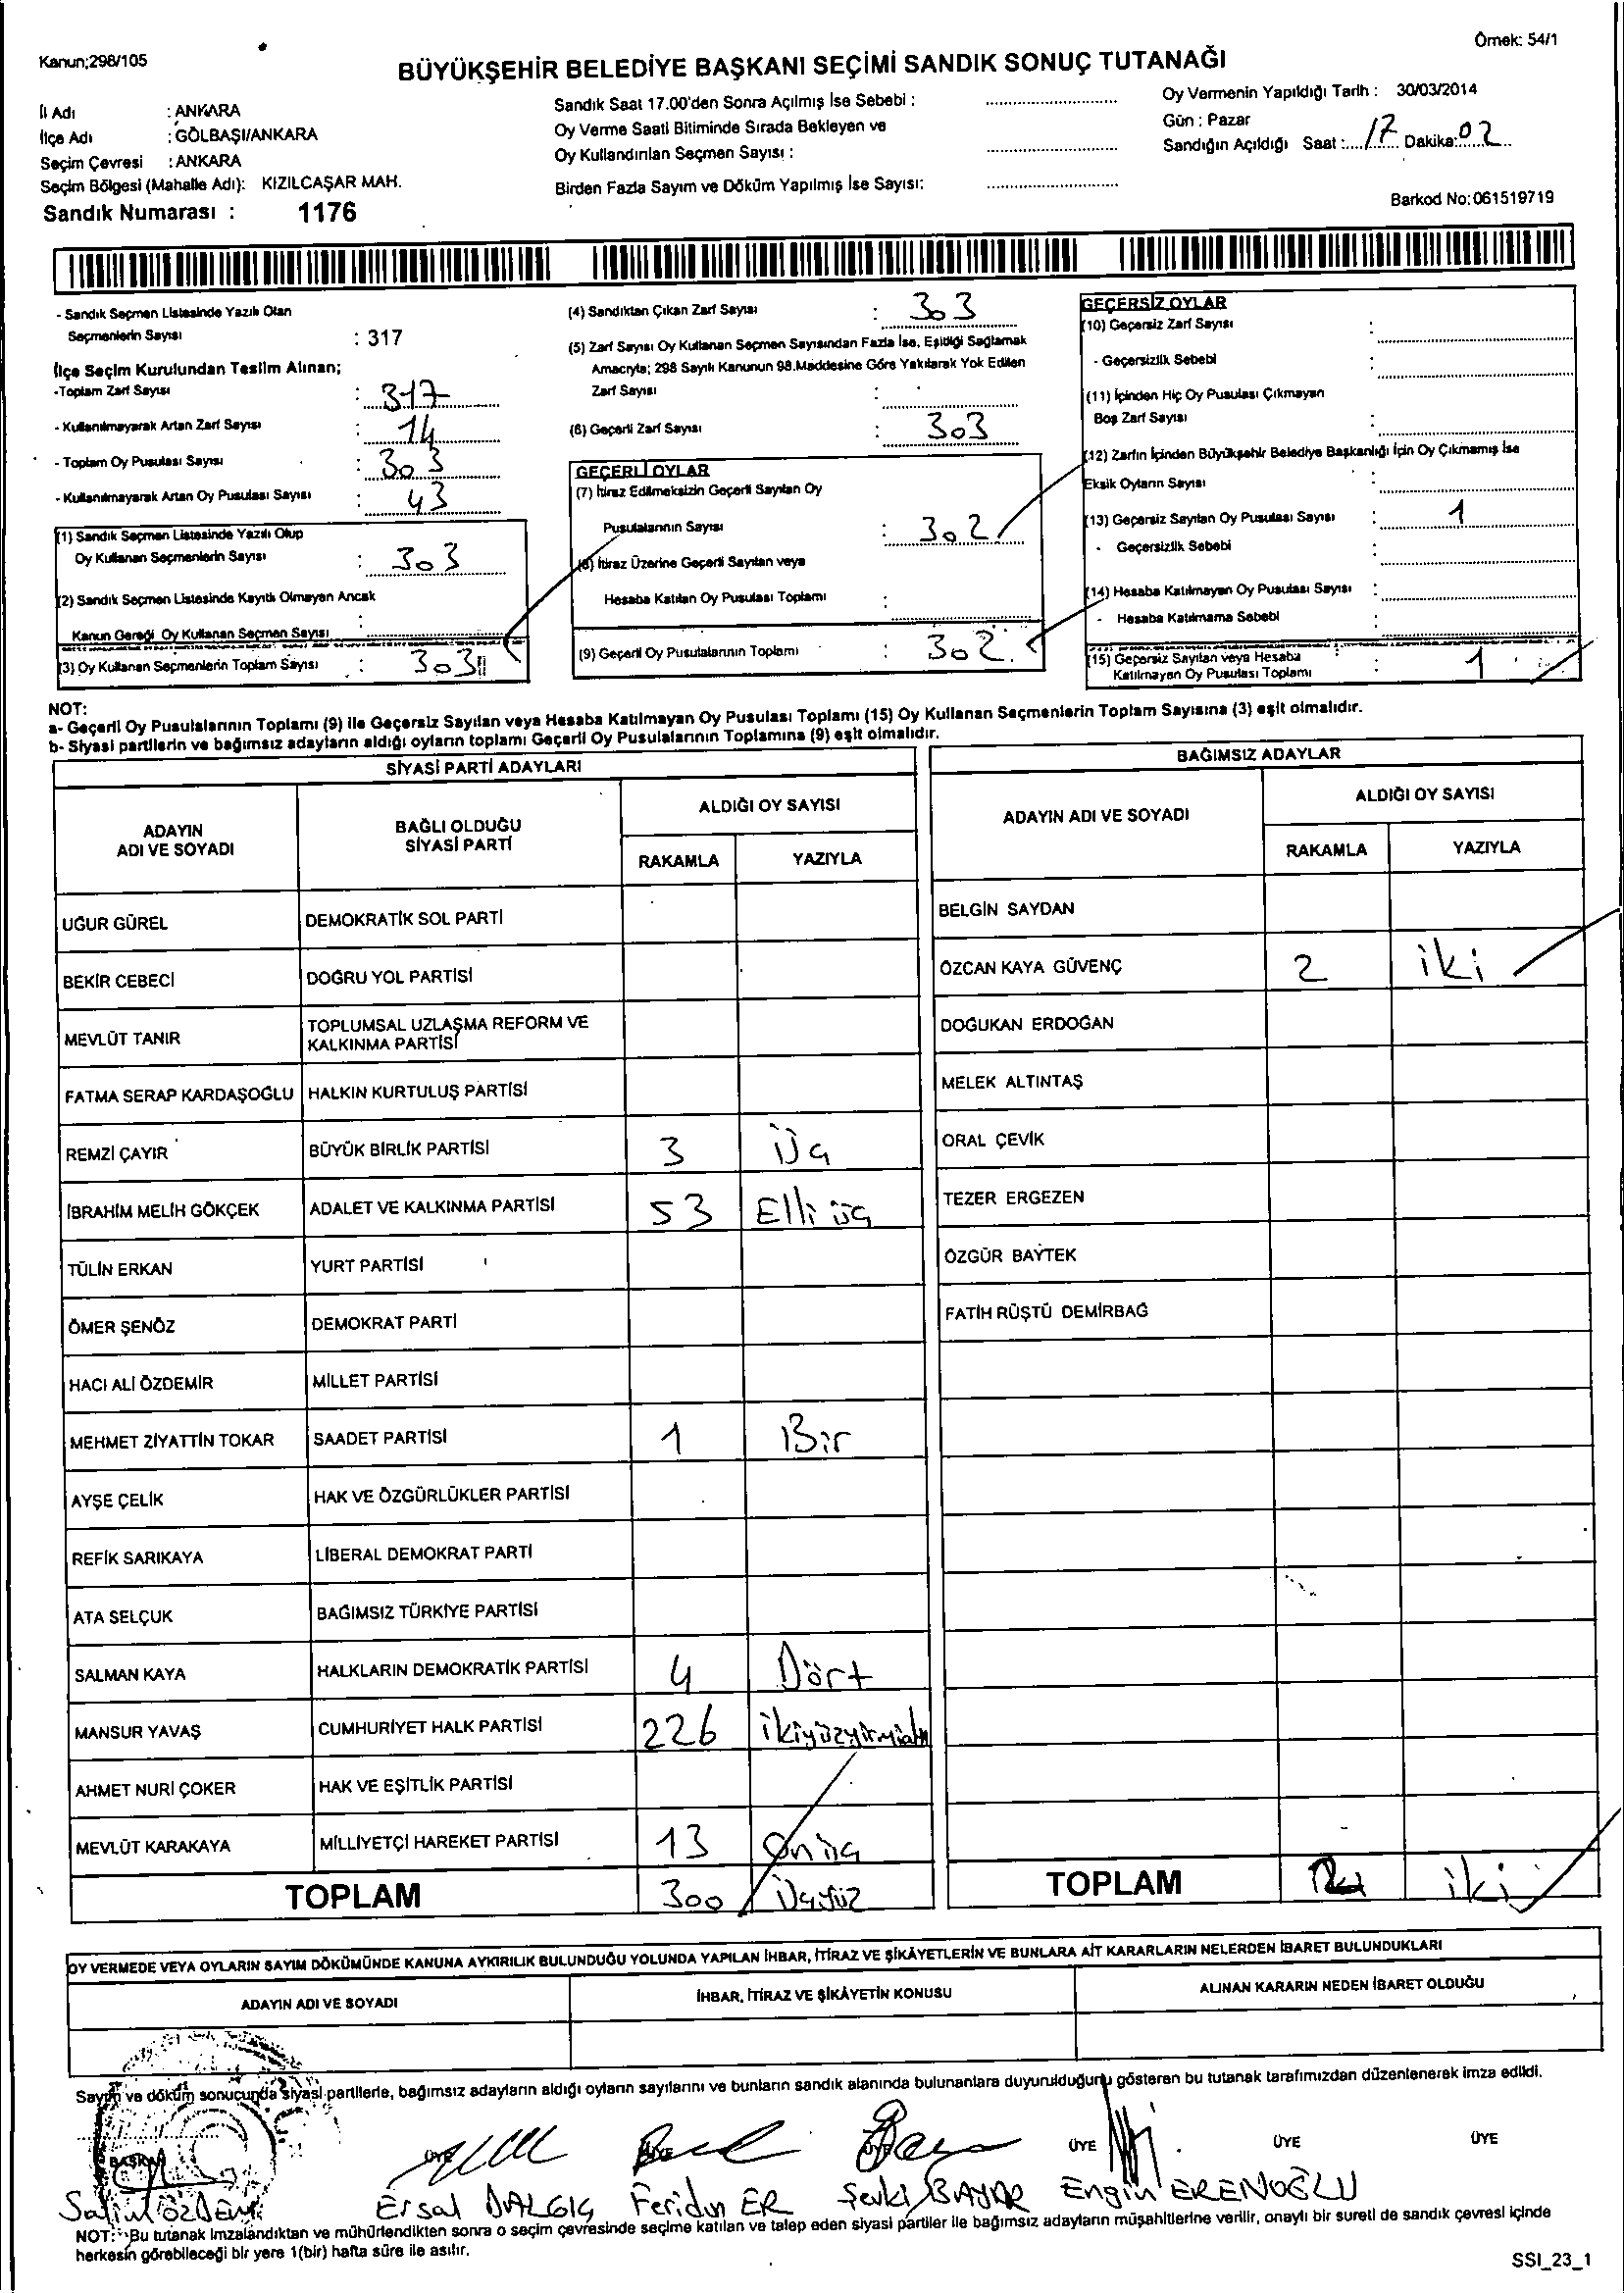 Kanun;298/105
Örnek: 54/1
BÜYÜKŞEHİR BELEDİYE BAŞKANI SEÇİMİ SANDIK SONUÇ TUTANAĞI
İl Adı : ANKARA
İlçe Adı : GÖLBAŞI/ANKARA
Seçim Çevresi : ANKARA
Seçim Bölgesi (Mahalle Adı): KIZILCAŞAR MAH.
Sandık Numarası : 1176
Sandık Saat 17.00'den Sonra Açılmış İse Sebebi :
Oy Verme Saati Bitiminde Sırada Bekleyen ve
Oy Kullandırılan Seçmen Sayısı :
Birden Fazla Sayım ve Döküm Yapılmış İse Sayısı:
Oy Vermenin Yapıldığı Tarih : 30/03/2014
Gün : Pazar
Sandığın Açıldığı Saat : 17 Dakika: 02
Barkod No:061519719
- Sandık Seçmen Listesinde Yazılı Olan
Seçmenlerin Sayısı : 317
İlçe Seçim Kurulundan Teslim Alınan;
-Toplam Zarf Sayısı : 317
- Kullanılmayarak Artan Zarf Sayısı : 14
- Toplam Oy Pusulası Sayısı : 303
- Kullanılmayarak Artan Oy Pusulası Sayısı : 43
(1) Sandık Seçmen Listesinde Yazılı Olup
Oy Kullanan Seçmenlerin Sayısı : 303
(2) Sandık Seçmen Listesinde Kayıtlı Olmayan Ancak
Kanun Gereği Oy Kullanan Seçmen Sayısı :
(3) Oy Kullanan Seçmenlerin Toplam Sayısı : 303
(4) Sandıktan Çıkan Zarf Sayısı : 303
(5) Zarf Sayısı Oy Kullanan Seçmen Sayısından Fazla İse, Eşitliği Sağlamak
Amacıyla; 298 Sayılı Kanunun 98.Maddesine Göre Yakılarak Yok Edilen
Zarf Sayısı :
(6) Geçerli Zarf Sayısı : 303
GEÇERLİ OYLAR
(7) İtiraz Edilmeksizin Geçerli Sayılan Oy
Pusulalarının Sayısı : 302
(8) İtiraz Üzerine Geçerli Sayılan veya
Hesaba Katılan Oy Pusulası Toplamı :
(9) Geçerli Oy Pusulalarının Toplamı : 302
GEÇERSİZ OYLAR
(10) Geçersiz Zarf Sayısı :
- Geçersizlik Sebebi :
(11) İçinden Hiç Oy Pusulası Çıkmayan
Boş Zarf Sayısı :
(12) Zarfın İçinden Büyükşehir Belediye Başkanlığı İçin Oy Çıkmamış İse
Eksik Oyların Sayısı :
(13) Geçersiz Sayılan Oy Pusulası Sayısı : 1
- Geçersizlik Sebebi :
(14) Hesaba Katılmayan Oy Pusulası Sayısı :
- Hesaba Katılmama Sebebi :
(15) Geçersiz Sayılan veya Hesaba
Katılmayan Oy Pusulası Toplamı : 1
NOT:
a- Geçerli Oy Pusulalarının Toplamı (9) ile Geçersiz Sayılan veya Hesaba Katılmayan Oy Pusulası Toplamı (15) Oy Kullanan Seçmenlerin Toplam Sayısına (3) eşit olmalıdır.
b- Siyasi partilerin ve bağımsız adayların aldığı oyların toplamı Geçerli Oy Pusulalarının Toplamına (9) eşit olmalıdır.
SİYASİ PARTİ ADAYLARI
ADAYIN ADI VE SOYADI
BAĞLI OLDUĞU SİYASİ PARTİ
ALDIĞI OY SAYISI
RAKAMLA YAZIYLA
UĞUR GÜREL DEMOKRATİK SOL PARTİ
BEKİR CEBECİ DOĞRU YOL PARTİSİ
MEVLÜT TANIR TOPLUMSAL UZLAŞMA REFORM VE KALKINMA PARTİSİ
FATMA SERAP KARDAŞOĞLU HALKIN KURTULUŞ PARTİSİ
REMZİ ÇAYIR BÜYÜK BİRLİK PARTİSİ 3 Üç
İBRAHİM MELİH GÖKÇEK ADALET VE KALKINMA PARTİSİ 53 Elli üç
TÜLİN ERKAN YURT PARTİSİ
ÖMER ŞENÖZ DEMOKRAT PARTİ
HACI ALİ ÖZDEMİR MİLLET PARTİSİ
MEHMET ZİYATTİN TOKAR SAADET PARTİSİ 1 Bir
AYŞE ÇELİK HAK VE ÖZGÜRLÜKLER PARTİSİ
REFİK SARIKAYA LİBERAL DEMOKRAT PARTİ
ATA SELÇUK BAĞIMSIZ TÜRKİYE PARTİSİ
SALMAN KAYA HALKLARIN DEMOKRATİK PARTİSİ 4 Dört
MANSUR YAVAŞ CUMHURİYET HALK PARTİSİ 226 ikiyüzyirmialtı
AHMET NURİ ÇOKER HAK VE EŞİTLİK PARTİSİ
MEVLÜT KARAKAYA MİLLİYETÇİ HAREKET PARTİSİ 13 Onüç
TOPLAM 300 Üçyüz
BAĞIMSIZ ADAYLAR
ADAYIN ADI VE SOYADI
ALDIĞI OY SAYISI
RAKAMLA YAZIYLA
BELGİN SAYDAN
ÖZCAN KAYA GÜVENÇ 2 iki
DOĞUKAN ERDOĞAN
MELEK ALTINTAŞ
ORAL ÇEVİK
TEZER ERGEZEN
ÖZGÜR BAYTEK
FATİH RÜŞTÜ DEMİRBAĞ
TOPLAM iki
OY VERMEDE VEYA OYLARIN SAYIM DÖKÜMÜNDE KANUNA AYKIRILIK BULUNDUĞU YOLUNDA YAPILAN İHBAR, İTİRAZ VE ŞİKÂYETLERİN VE BUNLARA AİT KARARLARIN NELERDEN İBARET BULUNDUKLARI
ADAYIN ADI VE SOYADI İHBAR, İTİRAZ VE ŞİKÂYETİN KONUSU ALINAN KARARIN NEDEN İBARET OLDUĞU
Sayım ve döküm sonucunda siyasi partilerle, bağımsız adayların aldığı oyların sayılarını ve bunların sandık alanında bulunanlara duyurulduğunu gösteren bu tutanak tarafımızdan düzenlenerek imza edildi.
BAŞKAN ÜYE ÜYE ÜYE ÜYE ÜYE ÜYE
Salim ÖZDEMİR Ersal DALGIÇ Feridun ER Şevki BAYAR Engin ERENOĞLU
NOT: Bu tutanak imzalandıktan ve mühürlendikten sonra o seçim çevresinde seçime katılan ve talep eden siyasi partiler ile bağımsız adayların müşahitlerine verilir, onaylı bir sureti de sandık çevresi içinde
herkesin görebileceği bir yere 1(bir) hafta süre ile asılır.
SSI_23_1